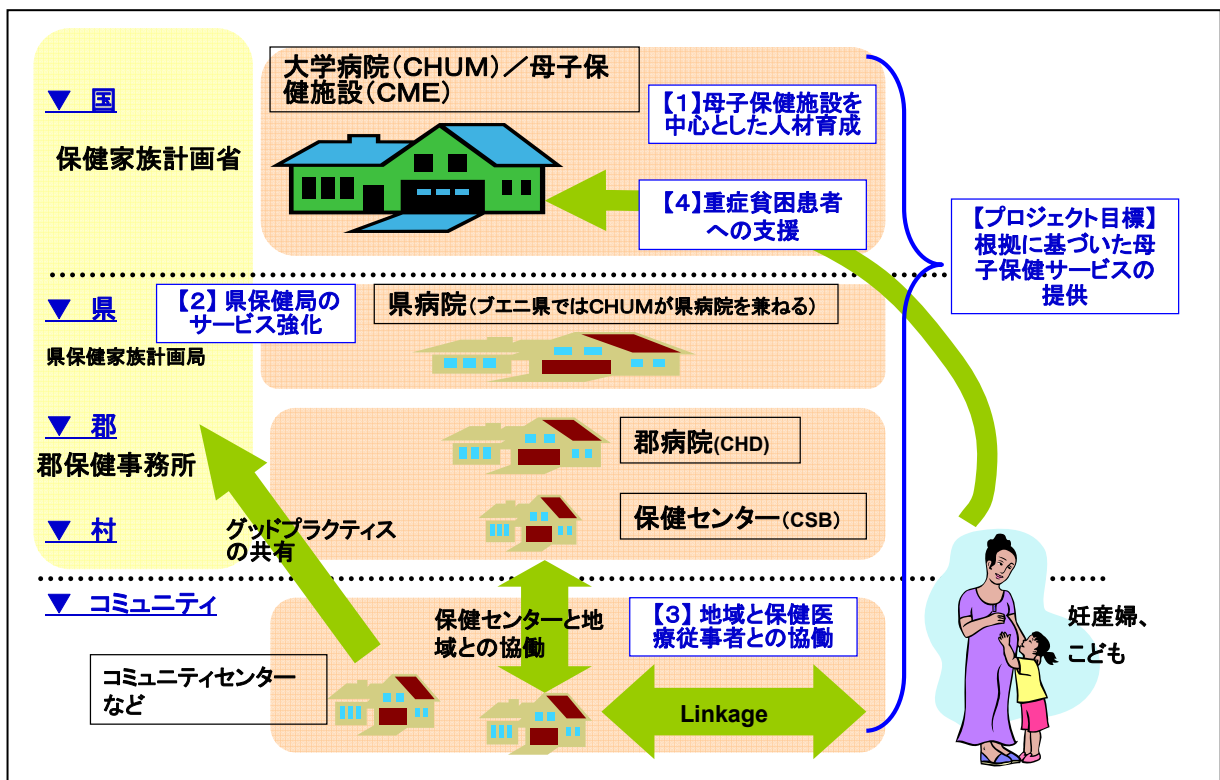 ▼ 国
保健家族計画省
大学病院(CHUM)/母子保
健施設(CME)
【1】母子保健施設を
中心とした人材育成
【4】重症貧困患者
への支援
【プロジェクト目標】
根拠に基づいた母
子保健サービスの
提供
▼ 県
県保健家族計画局
【2】 県保健局の
サービス強化
県病院(ブエニ県ではCHUMが県病院を兼ねる)
▼ 郡
郡保健事務所
郡病院(CHD)
▼ 村
グッドプラクティス
の共有
保健センター(CSB)
▼ コミュニティ
保健センターと地
域との協働
【3】 地域と保健医
療従事者との協働
コミュニティセンター
など
Linkage
妊産婦、
こども